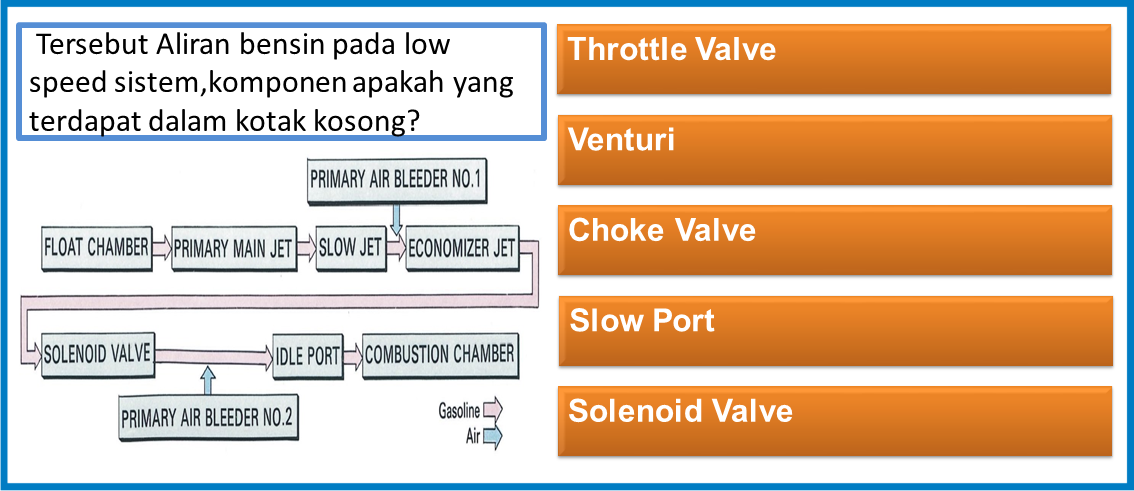 Tersebut Aliran bensin pada low
speed sistem,komponen apakah yang
terdapat dalam kotak kosong?
PRIMARY AIR BLEEDER NO.1
FLOAT CHAMBER
PRIMARY MAIN JET
SLOW JET
ECONOMIZER JET
SOLENOID VALVE
IDLE PORT
COMBUSTION CHAMBER
PRIMARY AIR BLEEDER NO.2
Gasoline
Air
Throttle Valve
Venturi
Choke Valve
Slow Port
Solenoid Valve